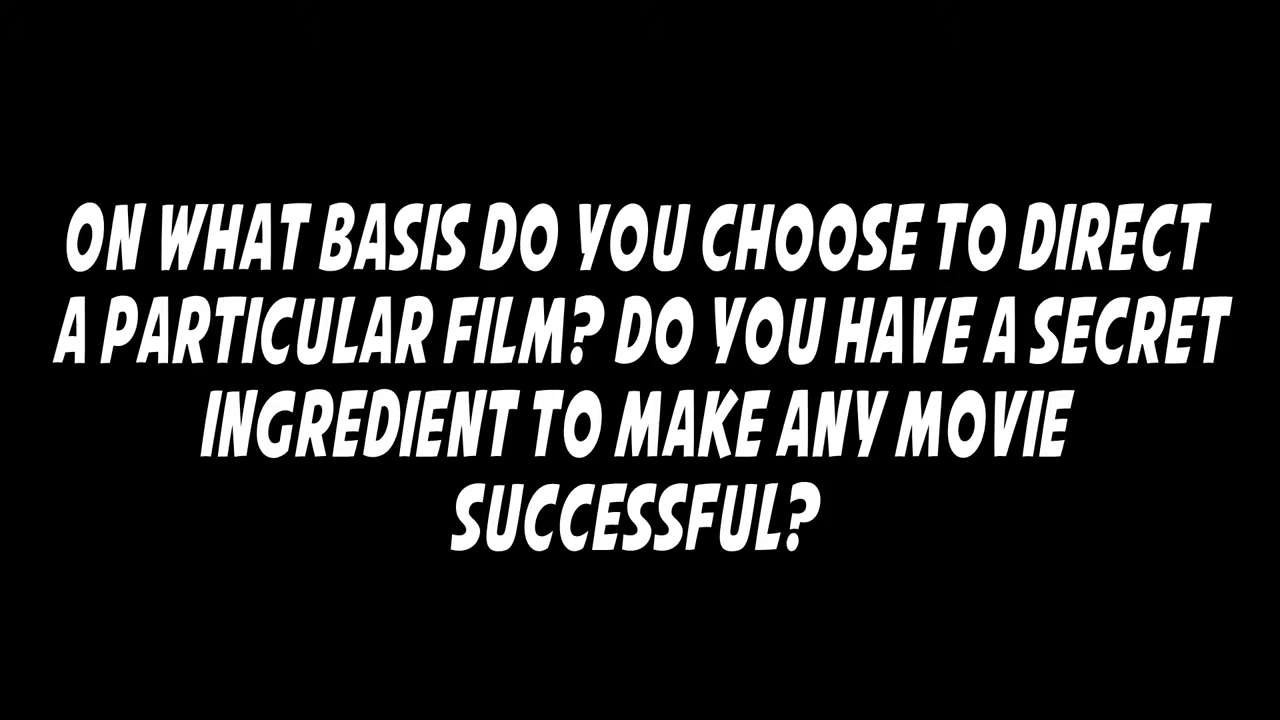 ON WHAT BASIS DO YOU CHOOSE TO DIRECT
A PARTICULAR FILM? DO YOU HAVE A SECRET
INGREDIENT TO MAKE ANY MOVIE
SUCCESSFUL?